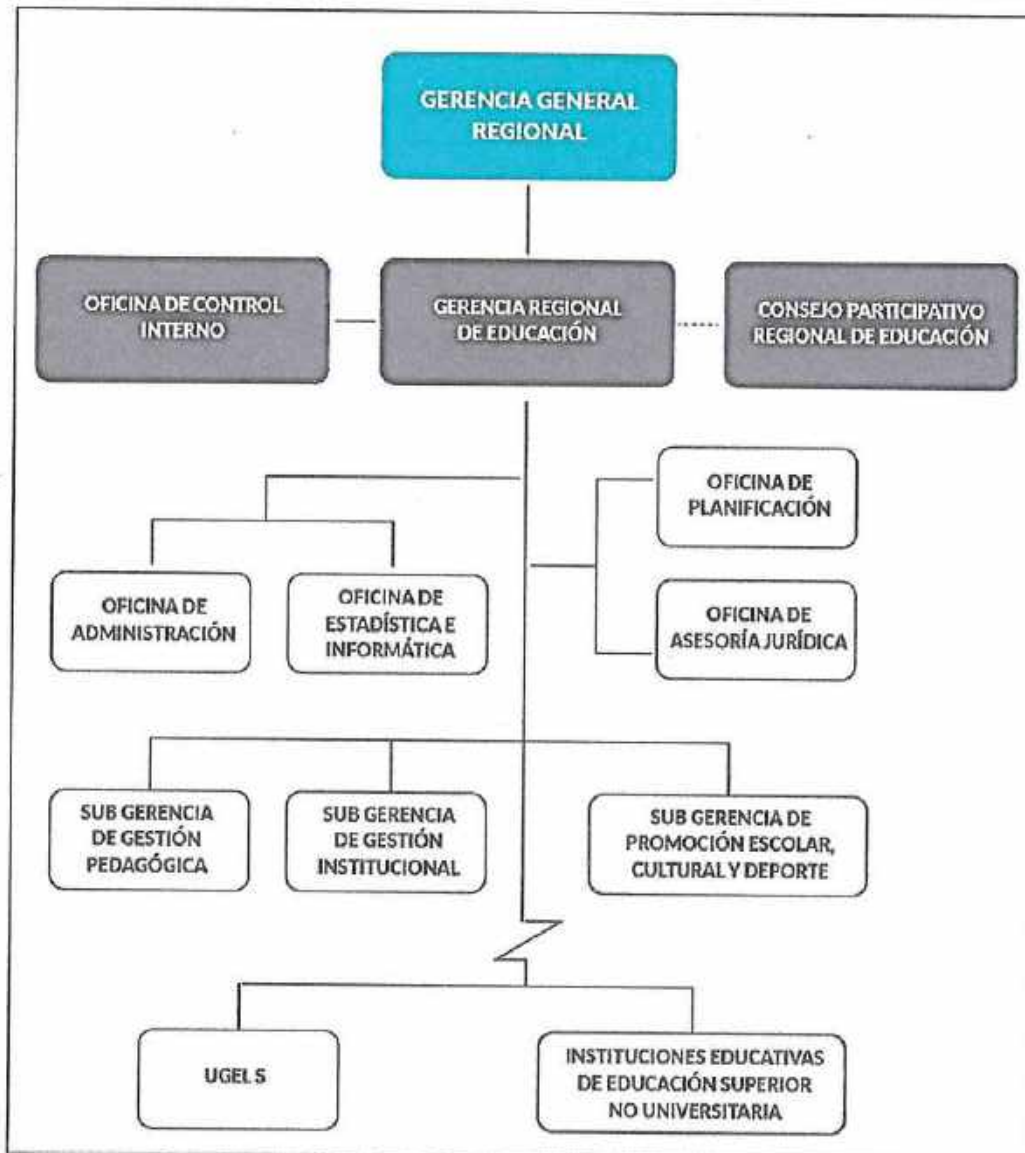 GERENCIA GENERAL
REGIONAL
OFICINA DE CONTROL
INTERNO
GERENCIA REGIONAL
DE EDUCACIÓN
CONSEJO PARTICIPATIVO
REGIONAL DE EDUCACIÓN
OFICINA DE
PLANIFICACIÓN
OFICINA DE
ADMINISTRACIÓN
OFICINA DE
ESTADÍSTICA E
INFORMÁTICA
OFICINA DE
ASESORÍA JURÍDICA
SUB GERENCIA
DE GESTIÓN
PEDAGÓGICA
SUB GERENCIA
DE GESTIÓN
INSTITUCIONAL
SUB GERENCIA DE
PROMOCIÓN ESCOLAR,
CULTURAL Y DEPORTE
UGEL S
INSTITUCIONES EDUCATIVAS
DE EDUCACIÓN SUPERIOR
NO UNIVERSITARIA